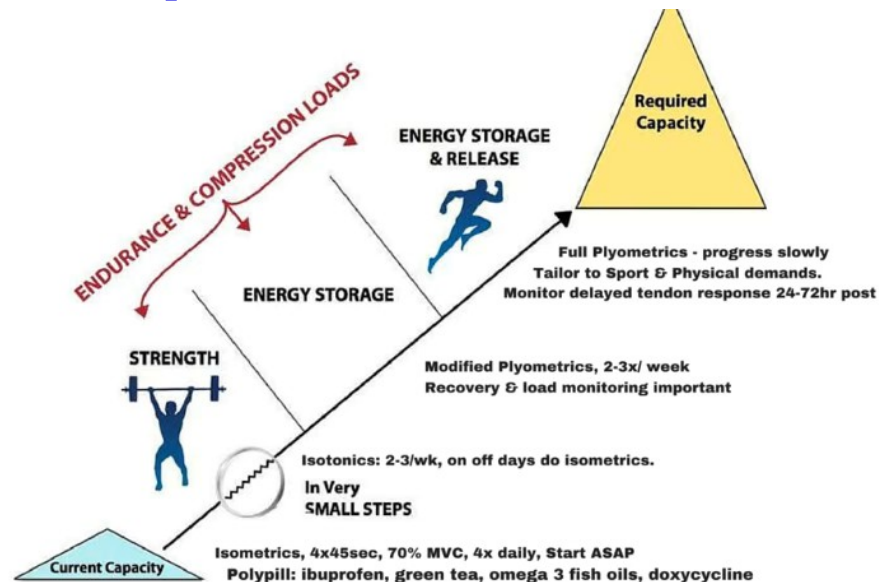 ENDURANCE & COMPRESSION LOADS
Required
Capacity
ENERGY STORAGE
& RELEASE
Full Plyometrics - progress slowly
Tailor to Sport & Physical demands.
Monitor delayed tendon response 24-72hr post
ENERGY STORAGE
STRENGTH
Modified Plyometrics, 2-3x/ week
Recovery & load monitoring important
Isotonics: 2-3/wk, on off days do isometrics.
In Very
SMALL STEPS
Current Capacity
Isometrics, 4x45sec, 70% MVC, 4x daily, Start ASAP
Polypill: ibuprofen, green tea, omega 3 fish oils, doxycycline